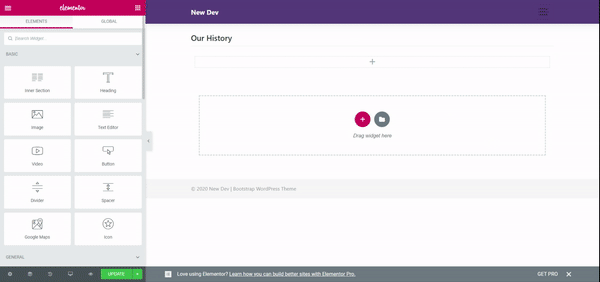 elementor
ELEMENTS GLOBAL
Search Widget...
BASIC
Inner Section Heading
Image Text Editor
Video Button
Divider Spacer
Google Maps Icon
GENERAL
UPDATE
New Dev
Our History
Drag widget here
© 2020 New Dev | Bootstrap WordPress Theme
Love using Elementor? Learn how you can build better sites with Elementor Pro.
GET PRO